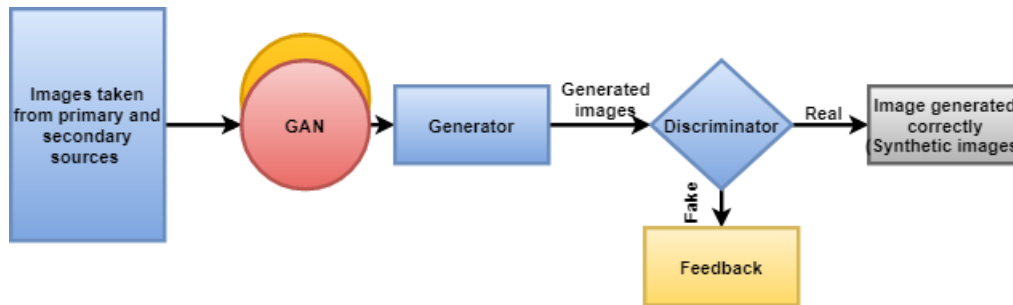 Images taken
from primary and
secondary
sources
GAN
Generator
Generated
images
Discriminator
Real
Image generated
correctly
(Synthetic images
Fake
Feedback